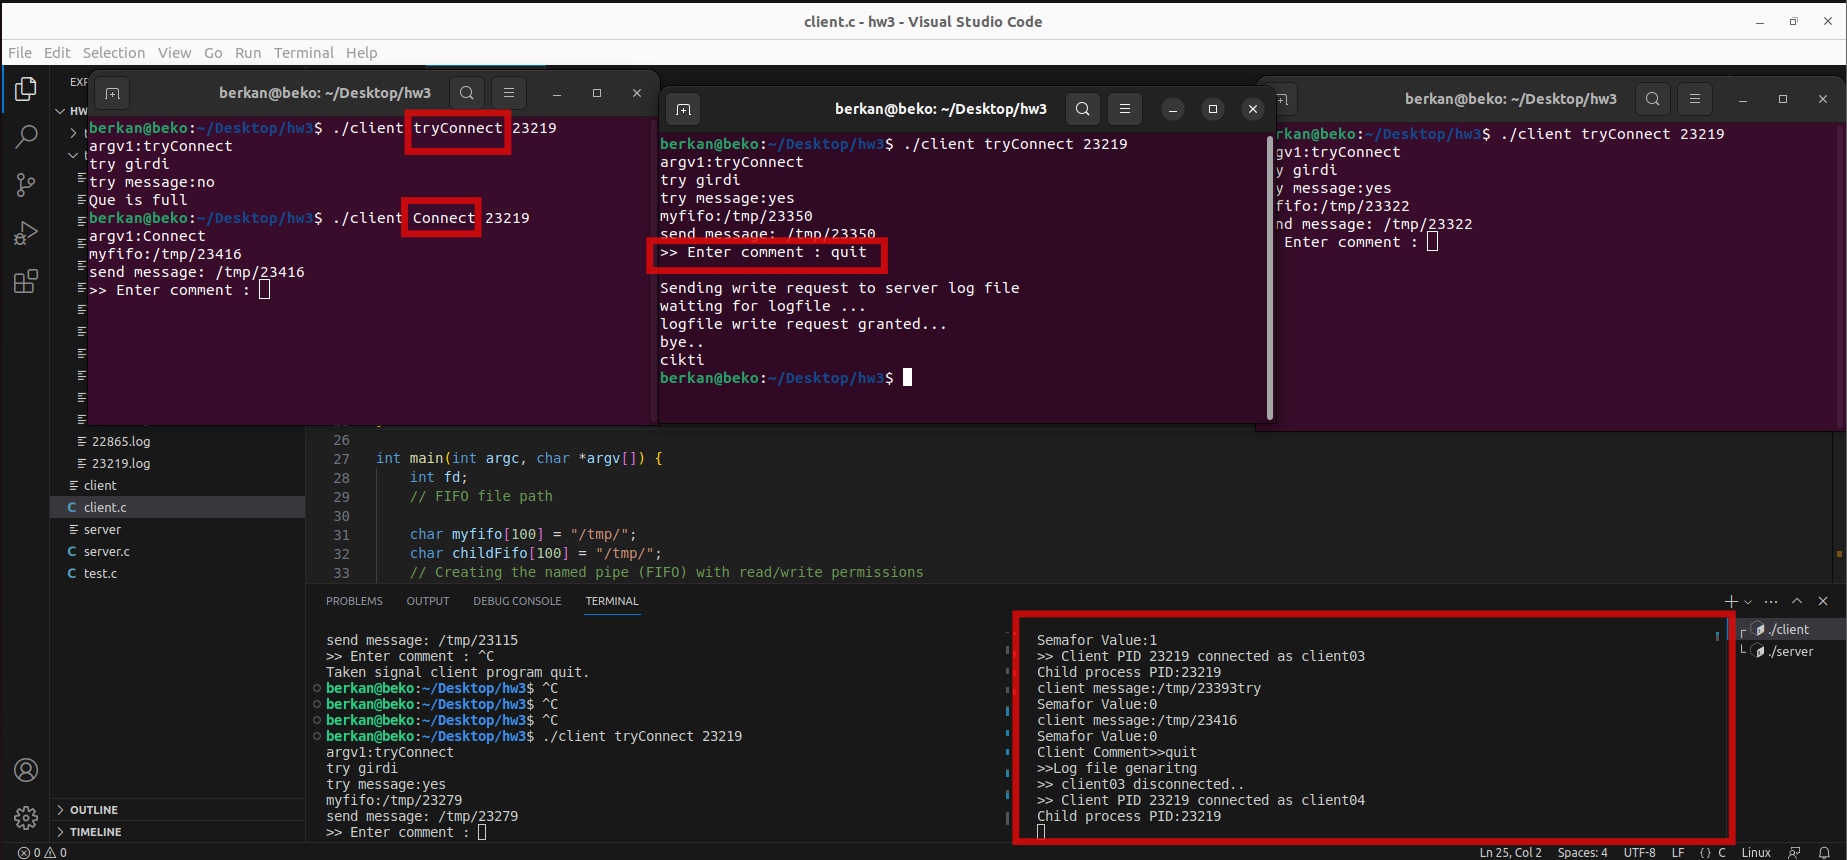 client.c - hw3 - Visual Studio Code
File Edit Selection View Go Run Terminal Help
berkan@beko: ~/Desktop/hw3
berkan@beko:~/Desktop/hw3$ ./client tryConnect 23219
argv1:tryConnect
try girdi
try message:no
Que is full
berkan@beko:~/Desktop/hw3$ ./client Connect 23219
argv1:Connect
myfifo:/tmp/23416
send message: /tmp/23416
>> Enter comment :
berkan@beko: ~/Desktop/hw3
berkan@beko:~/Desktop/hw3$ ./client tryConnect 23219
argv1:tryConnect
try girdi
try message:yes
myfifo:/tmp/23350
send message: /tmp/23350
>> Enter comment : quit
Sending write request to server log file
waiting for logfile ...
logfile write request granted...
bye..
cikti
berkan@beko:~/Desktop/hw3$
berkan@beko: ~/Desktop/hw3
rkan@beko:~/Desktop/hw3$ ./client tryConnect 23219
gv1:tryConnect
y girdi
y message:yes
fifo:/tmp/23322
nd message: /tmp/23322
Enter comment :
EXP
HW
22865.log
23219.log
client
client.c
server
server.c
test.c
OUTLINE
TIMELINE
26
27 int main(int argc, char *argv[]) {
28 int fd;
29 // FIFO file path
30
31 char myfifo[100] = "/tmp/";
32 char childFifo[100] = "/tmp/";
33 // Creating the named pipe (FIFO) with read/write permissions
PROBLEMS OUTPUT DEBUG CONSOLE TERMINAL
send message: /tmp/23115
>> Enter comment : ^C
Taken signal client program quit.
berkan@beko:~/Desktop/hw3$ ^C
berkan@beko:~/Desktop/hw3$ ^C
berkan@beko:~/Desktop/hw3$ ^C
berkan@beko:~/Desktop/hw3$ ./client tryConnect 23219
argv1:tryConnect
try girdi
try message:yes
myfifo:/tmp/23279
send message: /tmp/23279
>> Enter comment :
Semafor Value:1
>> Client PID 23219 connected as client03
Child process PID:23219
client message:/tmp/23393try
Semafor Value:0
client message:/tmp/23416
Semafor Value:0
Client Comment>>quit
>>Log file genaritng
>> client03 disconnected..
>> Client PID 23219 connected as client04
Child process PID:23219
./client
./server
0 0
Ln 25, Col 2 Spaces: 4 UTF-8 LF {} C Linux